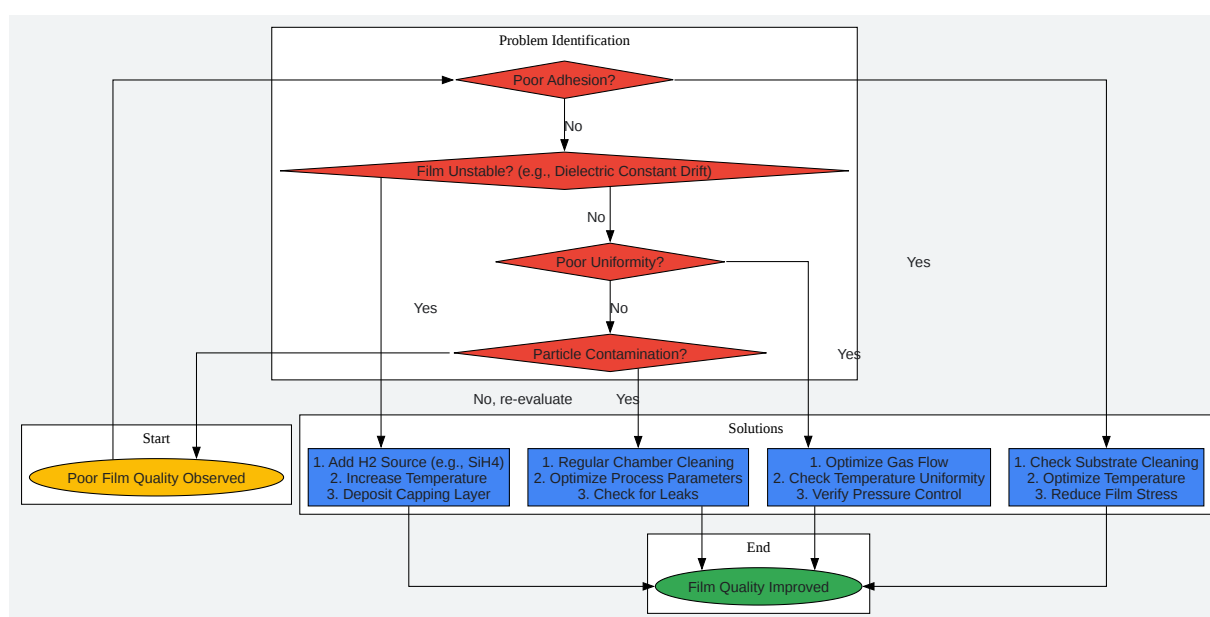 Problem Identification
Poor Adhesion?
No
Film Unstable? (e.g., Dielectric Constant Drift)
No
Poor Uniformity?
Yes
Yes
No
Particle Contamination?
Yes
No, re-evaluate
Yes
Start
Poor Film Quality Observed
Solutions
1. Add H2 Source (e.g., SiH4)
2. Increase Temperature
3. Deposit Capping Layer
1. Regular Chamber Cleaning
2. Optimize Process Parameters
3. Check for Leaks
1. Optimize Gas Flow
2. Check Temperature Uniformity
3. Verify Pressure Control
1. Check Substrate Cleaning
2. Optimize Temperature
3. Reduce Film Stress
End
Film Quality Improved